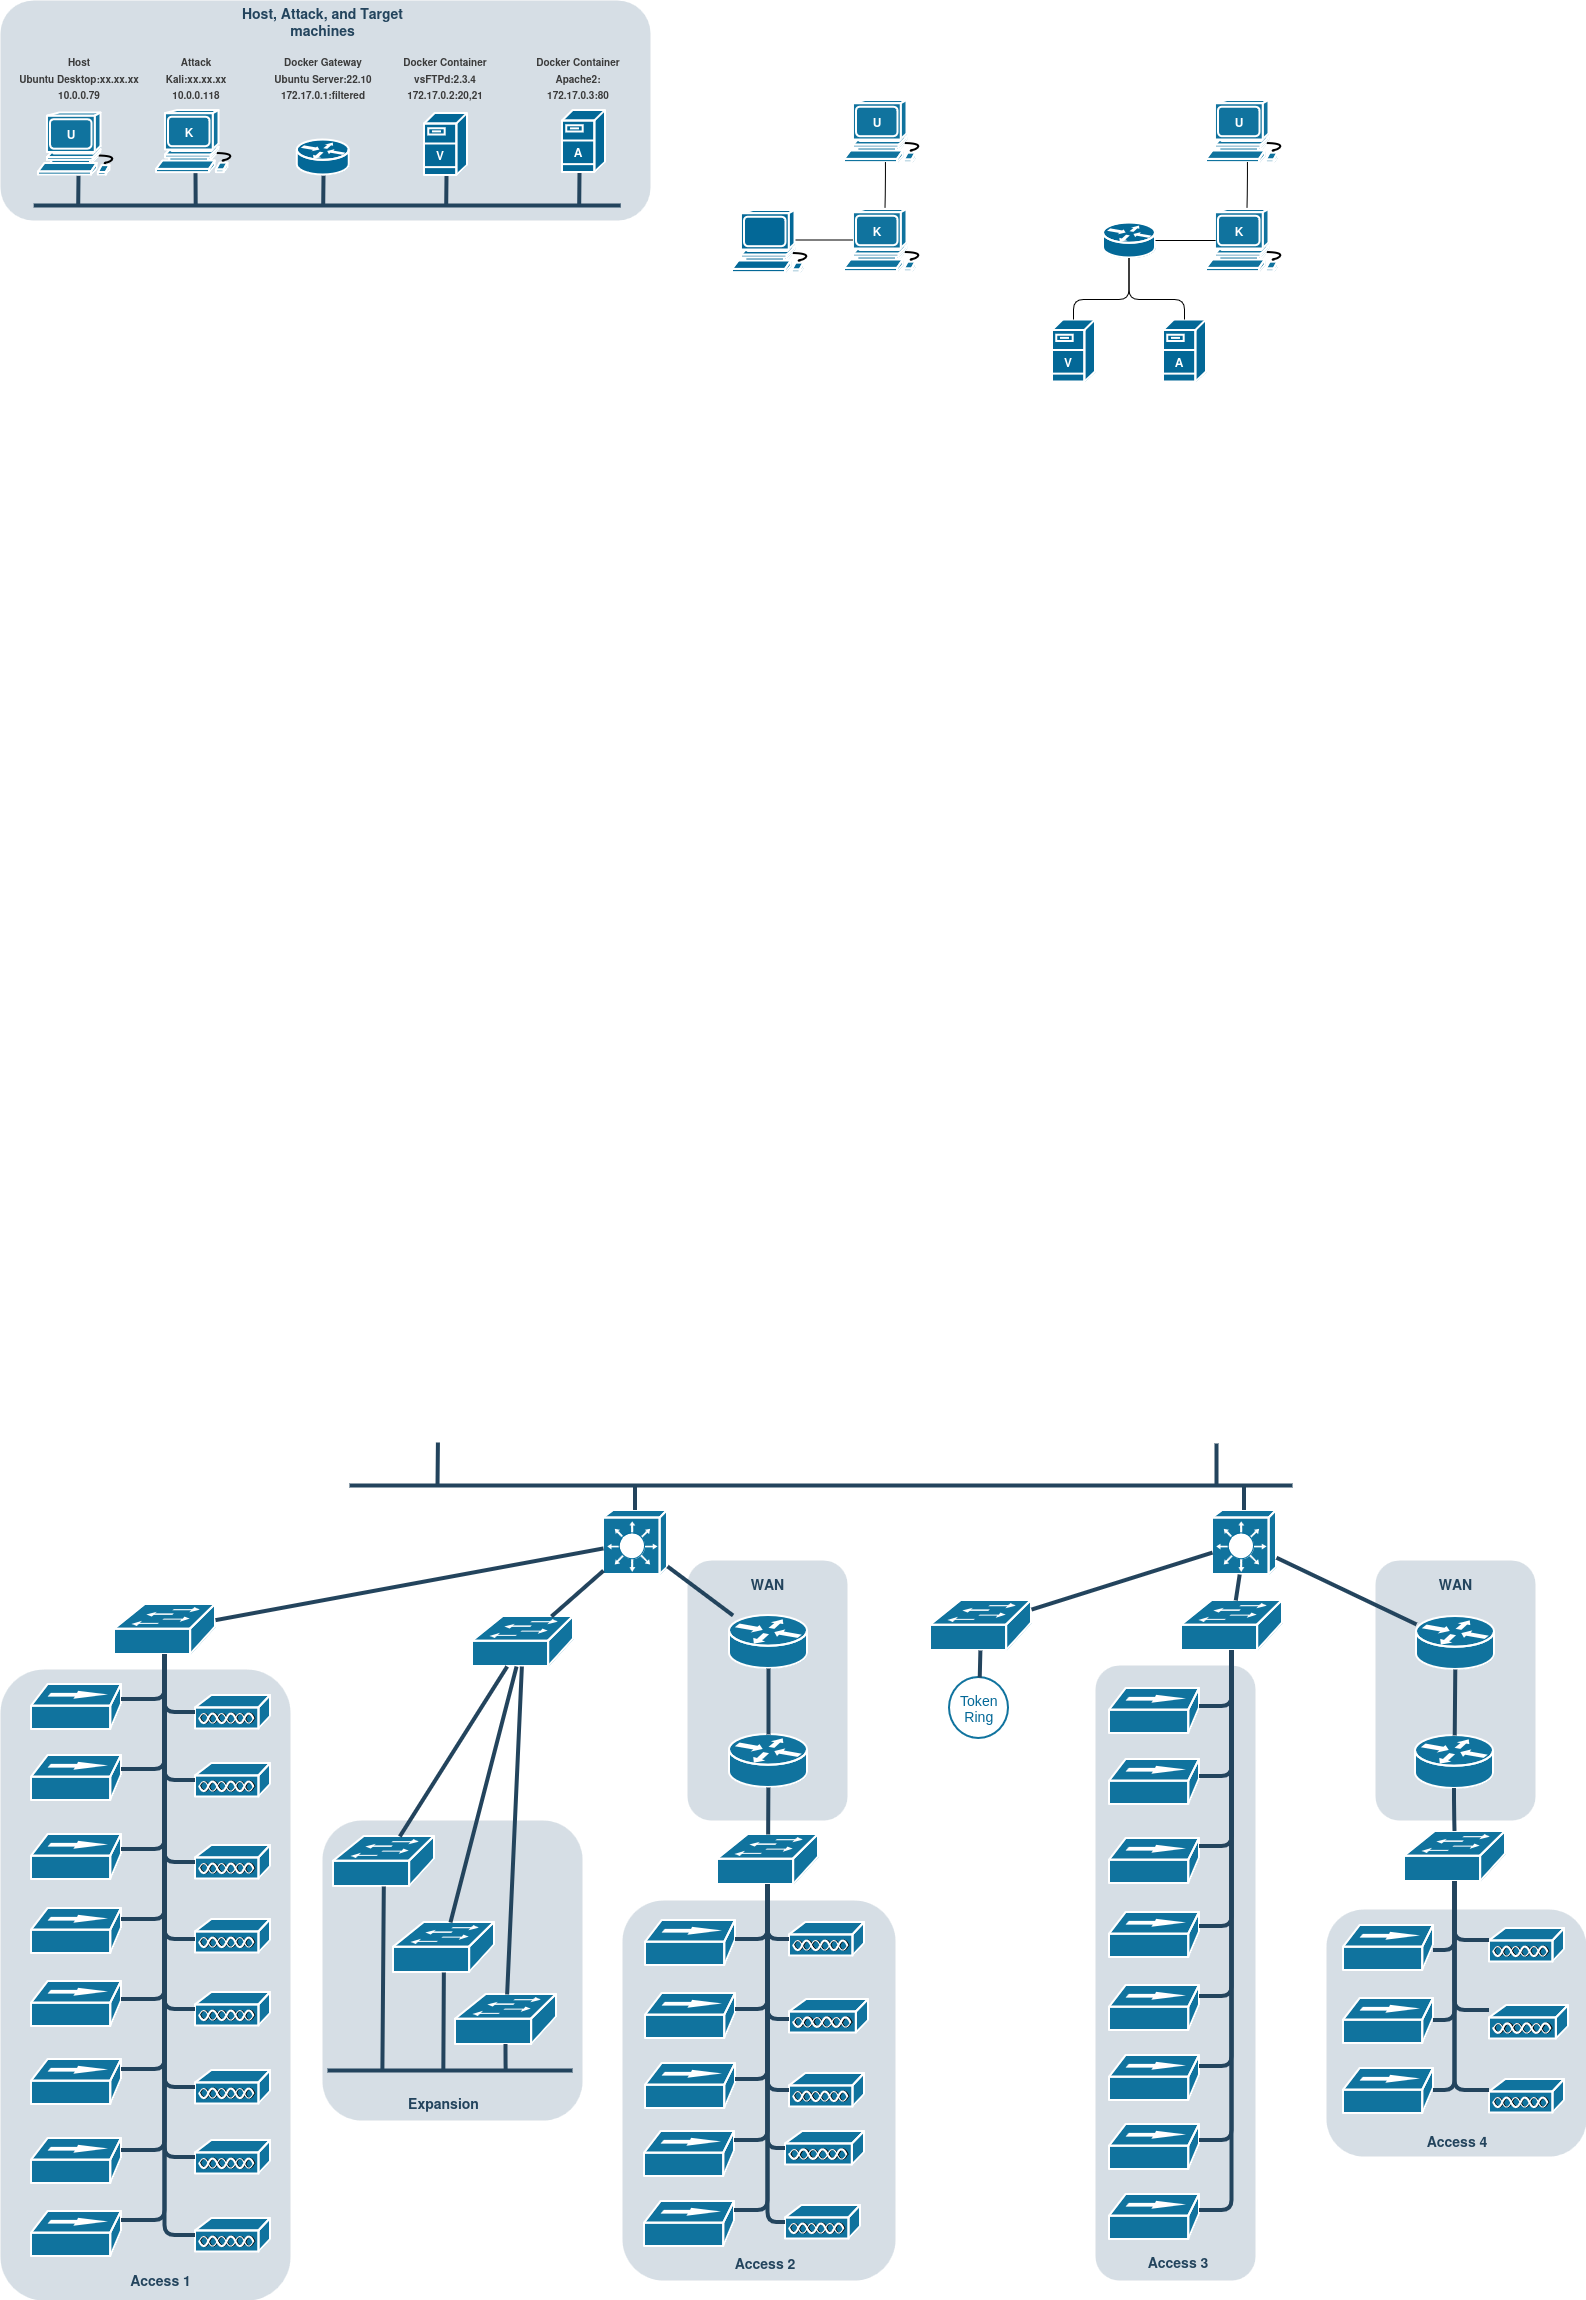 Host, Attack, and Target
machines
Host
Ubuntu Desktop:xx.xx.xx
10.0.0.79
Attack
Kali:xx.xx.xx
10.0.0.118
Docker Gateway
Ubuntu Server:22.10
172.17.0.1:filtered
Docker Container
vsFTPd:2.3.4
172.17.0.2:20,21
Docker Container
Apache2:
172.17.0.3:80
U
K
V
A
U
K
U
K
V
A
WAN
WAN
Token
Ring
Expansion
Access 1
Access 2
Access 3
Access 4